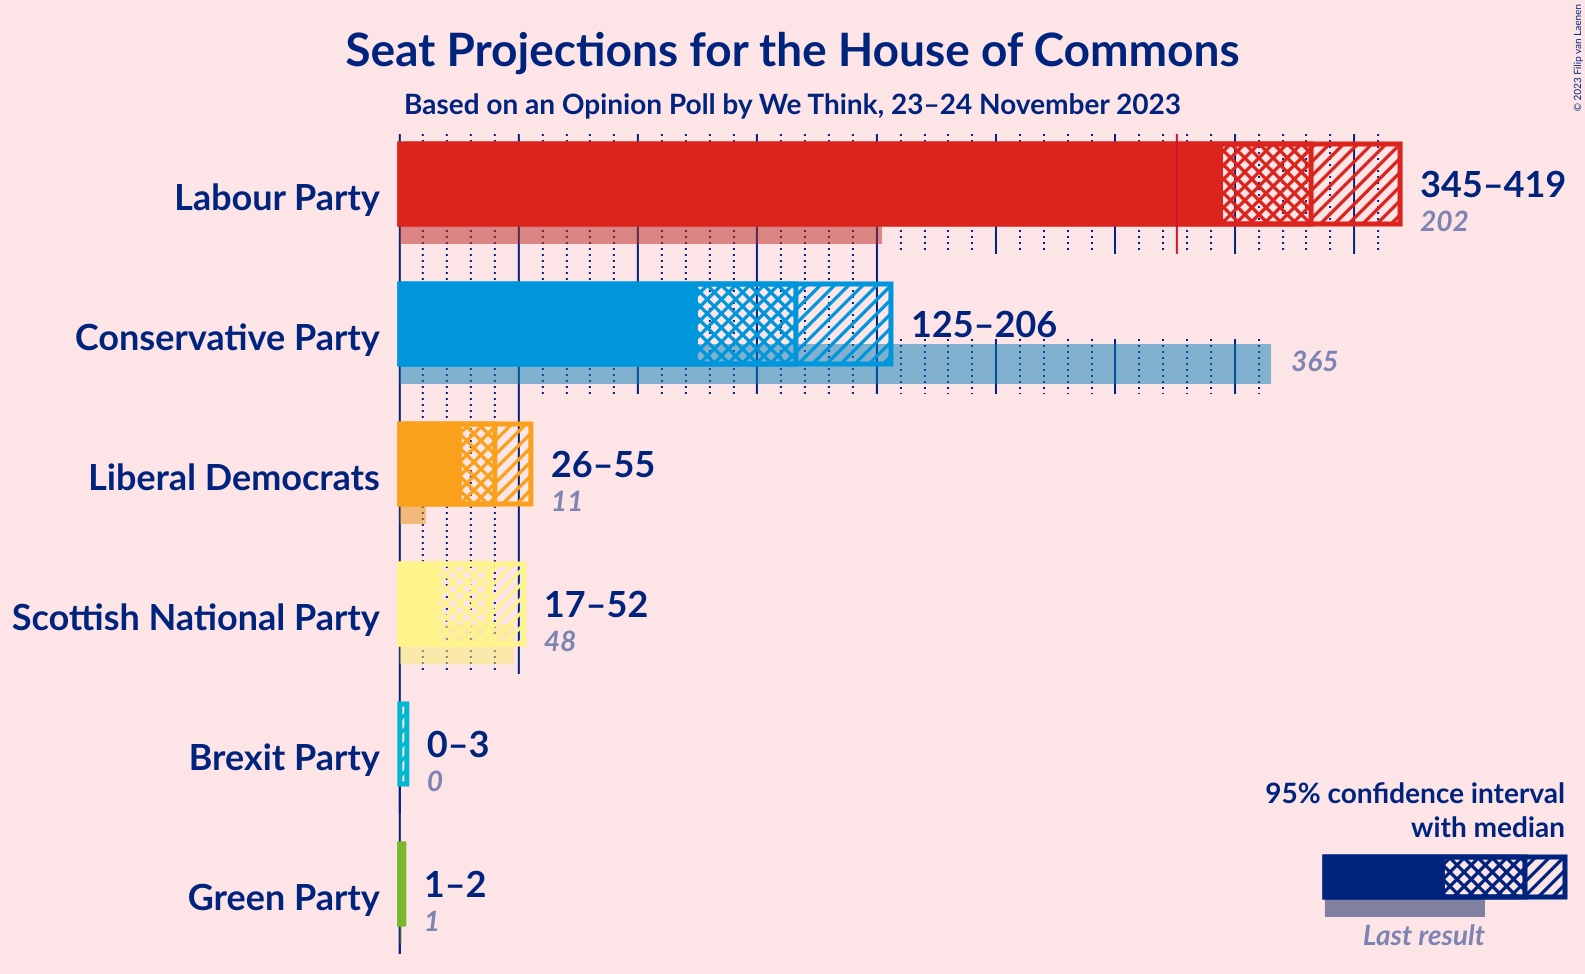 Seat Projections for the House of Commons
Based on an Opinion Poll by We Think, 23–24 November 2023
© 2023 Filip van Laenen
Labour Party
345–419
202
Conservative Party
125–206
365
Liberal Democrats
26–55
11
Scottish National Party
17–52
48
Brexit Party
0–3
0
Green Party
1–2
1
95% confidence interval
with median
Last result